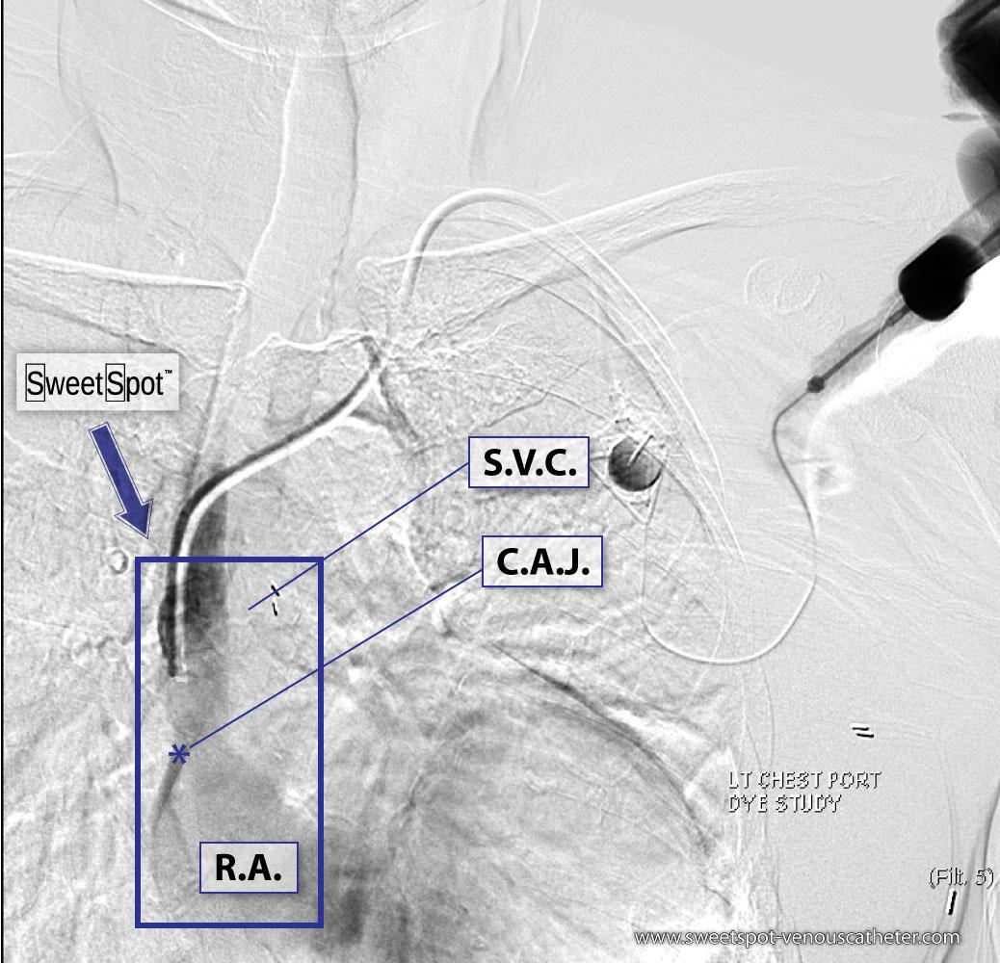 SweetSpot™
S.V.C.
C.A.J.
*
LT CHEST PORT
DYE STUDY
R.A.
(Filt. 5)
www.sweetspot-venouscatheter.com